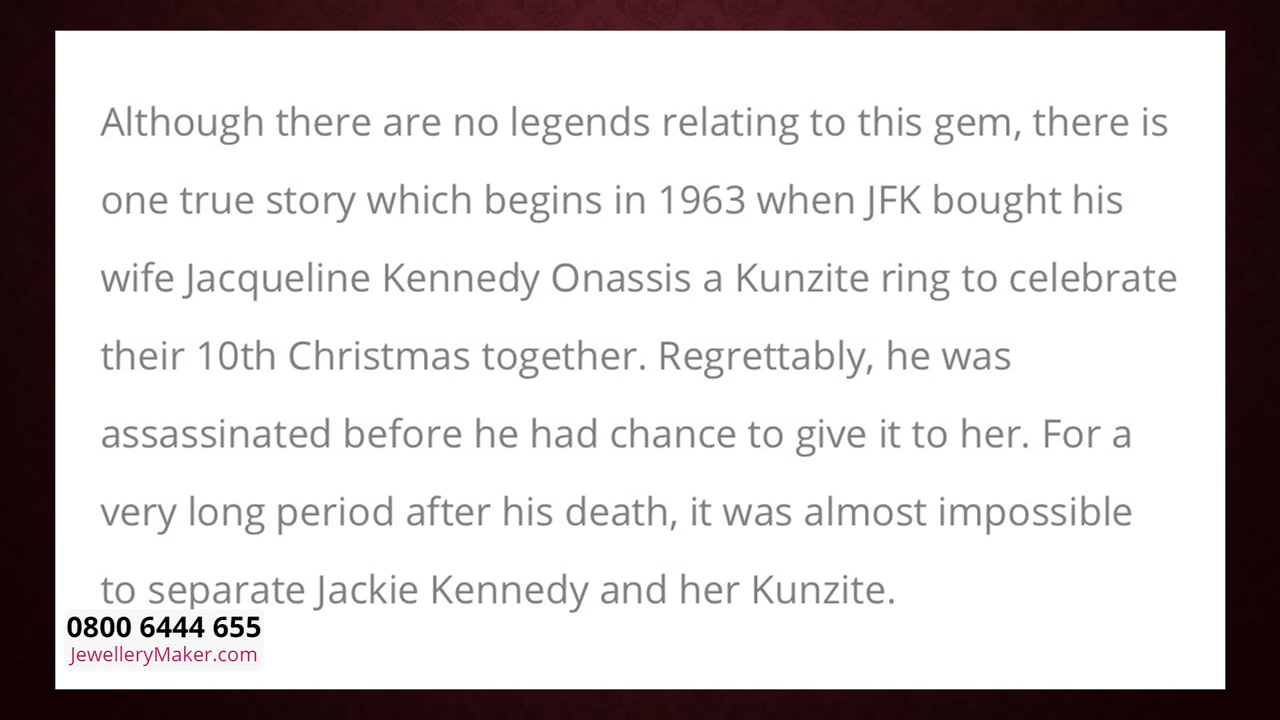 Although there are no legends relating to this gem, there is
one true story which begins in 1963 when JFK bought his
wife Jacqueline Kennedy Onassis a Kunzite ring to celebrate
their 10th Christmas together. Regrettably, he was
assassinated before he had chance to give it to her. For a
very long period after his death, it was almost impossible
to separate Jackie Kennedy and her Kunzite.
0800 6444 655
JewelleryMaker.com